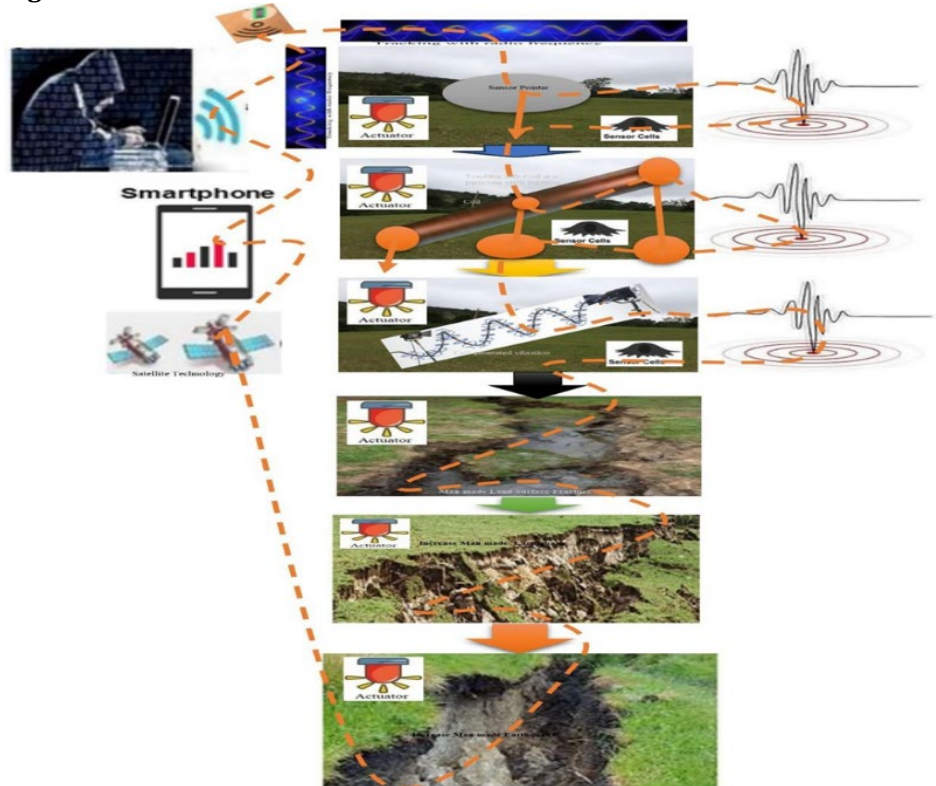 Tracking with radio frequency
Sensor Pointer
Actuator
Sensor Cells
Smartphone
Actuator
Coil
Sensor Cells
Actuator
Sensor Cells
Satellite Technology
Actuator
Man made Land Surface Fracture
Actuator
Increase Man made
Actuator
Increase Man made Earthquake